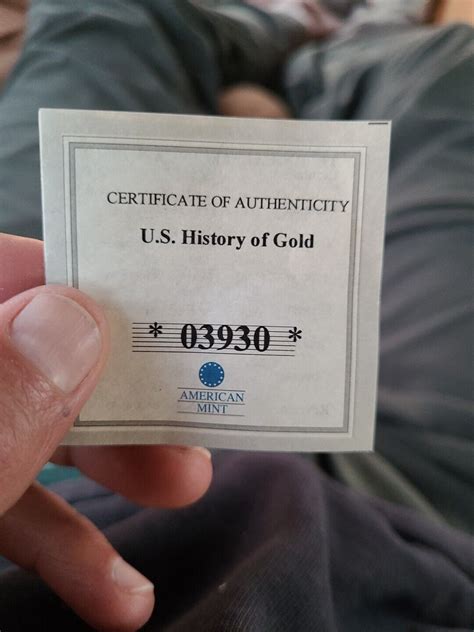 CERTIFICATE OF AUTHENTICITY
U.S. History of Gold
* 03930 *
AMERICAN
MINT